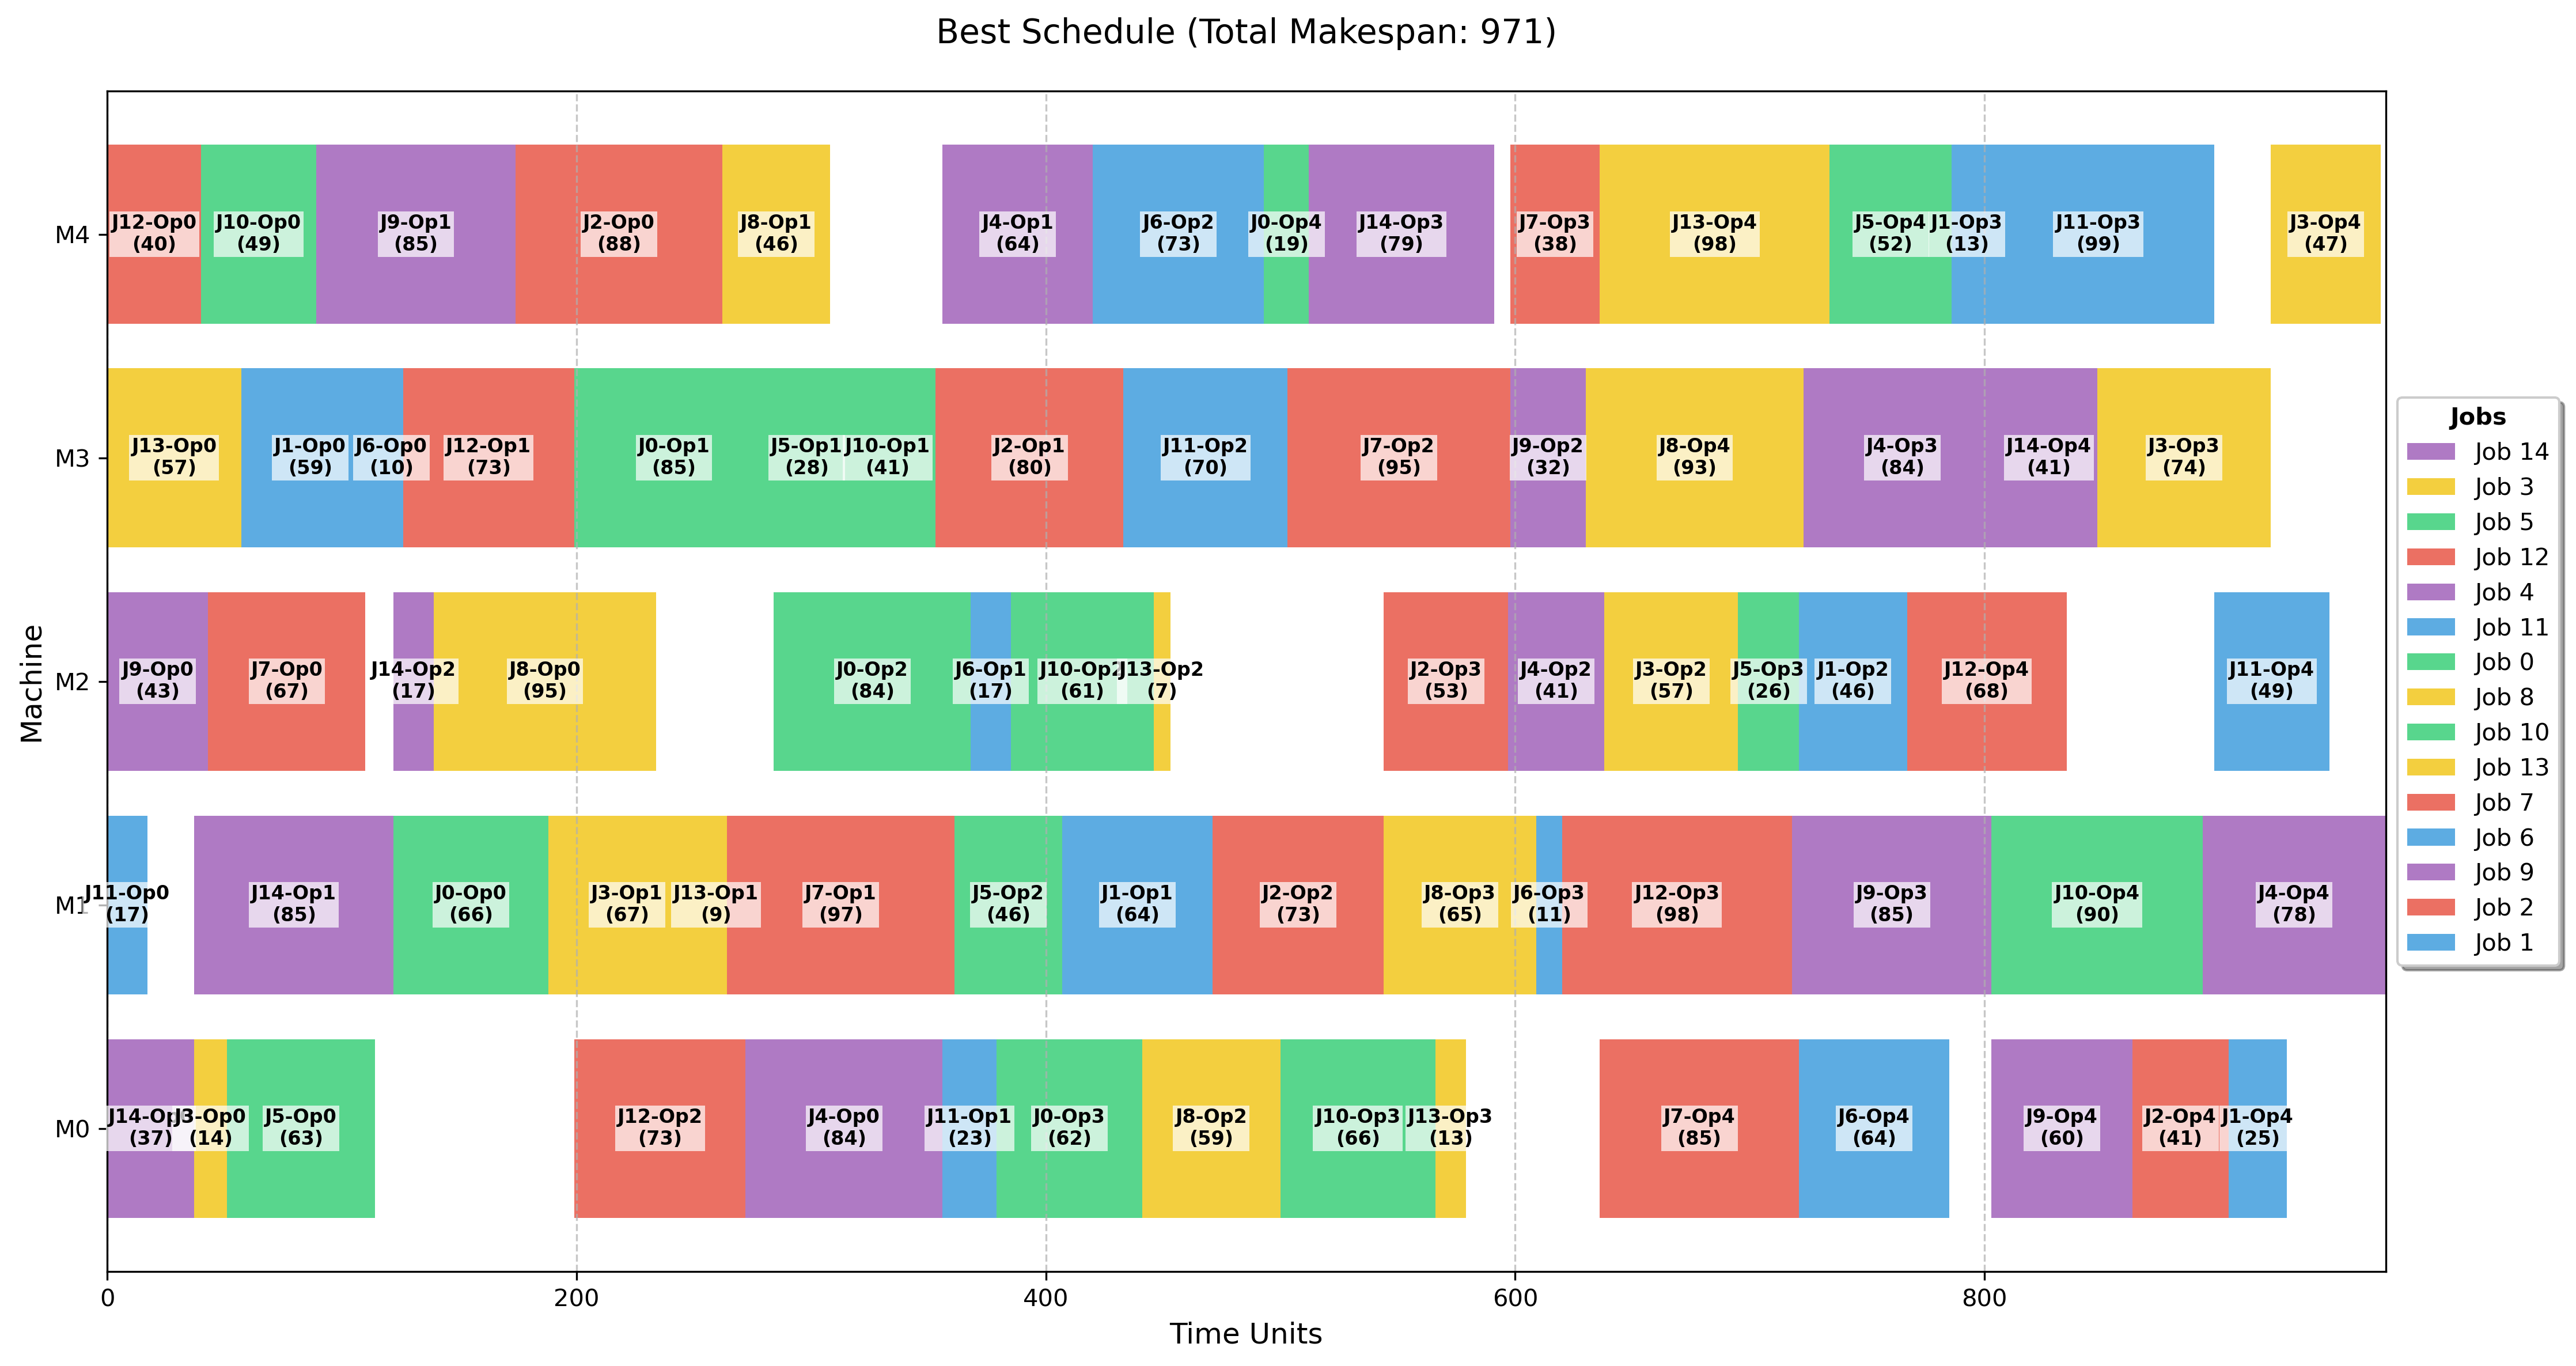 Best Schedule (Total Makespan: 971)
Machine
M4
J12-Op0 J10-Op0 J9-Op1 J2-Op0 J8-Op1 J4-Op1 J6-Op2 J0-Op4 J14-Op3 J7-Op3 J13-Op4 J5-Op4 J1-Op3 J11-Op3 J3-Op4
(40) (49) (85) (88) (46) (64) (73) (19) (79) (38) (98) (52) (13) (99) (47)
M3
J13-Op0 J1-Op0 J6-Op0 J12-Op1 J0-Op1 J5-Op1 J10-Op1 J2-Op1 J11-Op2 J7-Op2 J9-Op2 J8-Op4 J4-Op3 J14-Op4 J3-Op3
(57) (59) (10) (73) (85) (28) (41) (80) (70) (95) (32) (93) (84) (41) (74)
M2
J9-Op0 J7-Op0 J14-Op2 J8-Op0 J0-Op2 J6-Op1 J10-Op2 J13-Op2 J2-Op3 J4-Op2 J3-Op2 J5-Op3 J1-Op2 J12-Op4 J11-Op4
(43) (67) (17) (95) (84) (17) (61) (7) (53) (41) (57) (26) (46) (68) (49)
M1
J11-Op0 J14-Op1 J0-Op0 J3-Op1 J13-Op1 J7-Op1 J5-Op2 J1-Op1 J2-Op2 J8-Op3 J6-Op3 J12-Op3 J9-Op3 J10-Op4 J4-Op4
(17) (85) (66) (67) (9) (97) (46) (64) (73) (65) (11) (98) (85) (90) (78)
M0
J3-Op0 J5-Op0 J12-Op2 J4-Op0 J11-Op1 J0-Op3 J8-Op2 J10-Op3 J13-Op3 J7-Op4 J6-Op4 J9-Op4 J2-Op4 J1-Op4
(37) (14) (63) (73) (84) (23) (62) (59) (66) (13) (85) (64) (60) (41) (25)
0 200 400 600 800
Time Units
Jobs
Job 14
Job 3
Job 5
Job 12
Job 4
Job 11
Job 0
Job 8
Job 10
Job 13
Job 7
Job 6
Job 9
Job 2
Job 1